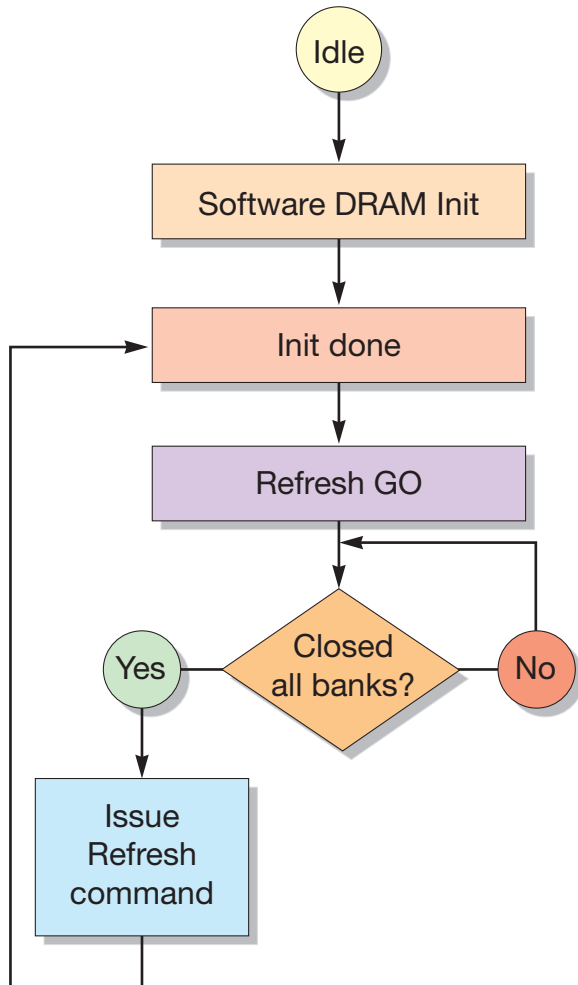 Idle
Software DRAM Init
Init done
Refresh GO
Closed
all banks?
Yes
No
Issue
Refresh
command